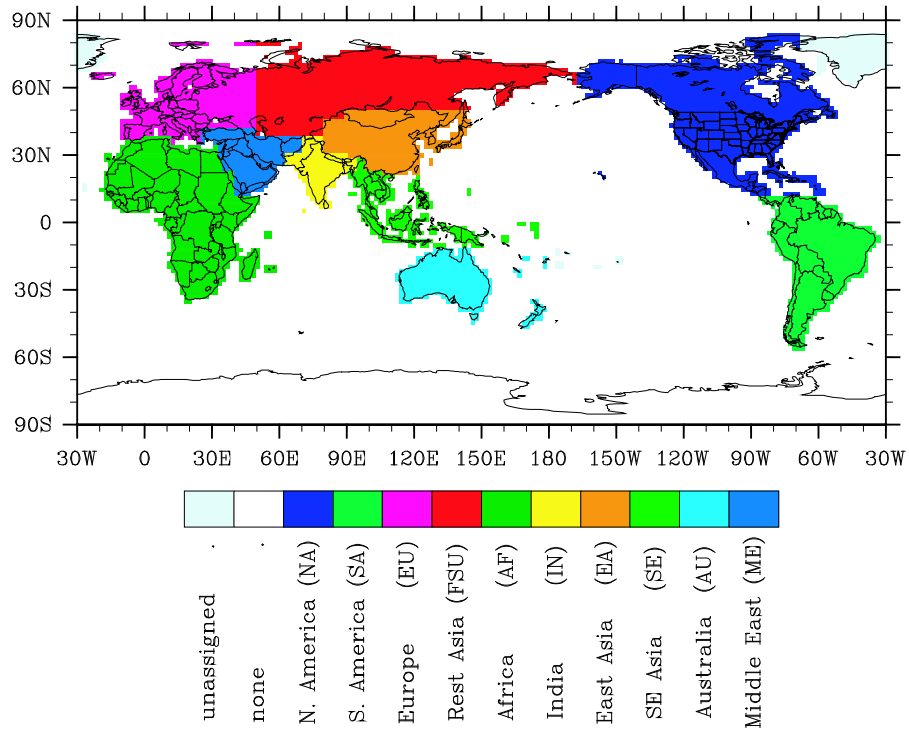 90N
60N
30N
0
30S
60S
90S
30W 0 30E 60E 90E 120E 150E 180 150W 120W 90W 60W 30W
unassigned .
none .
N. America (NA)
S. America (SA)
Europe (EU)
Rest Asia (FSU)
Africa (AF)
India (IN)
East Asia (EA)
SE Asia (SE)
Australia (AU)
Middle East (ME)